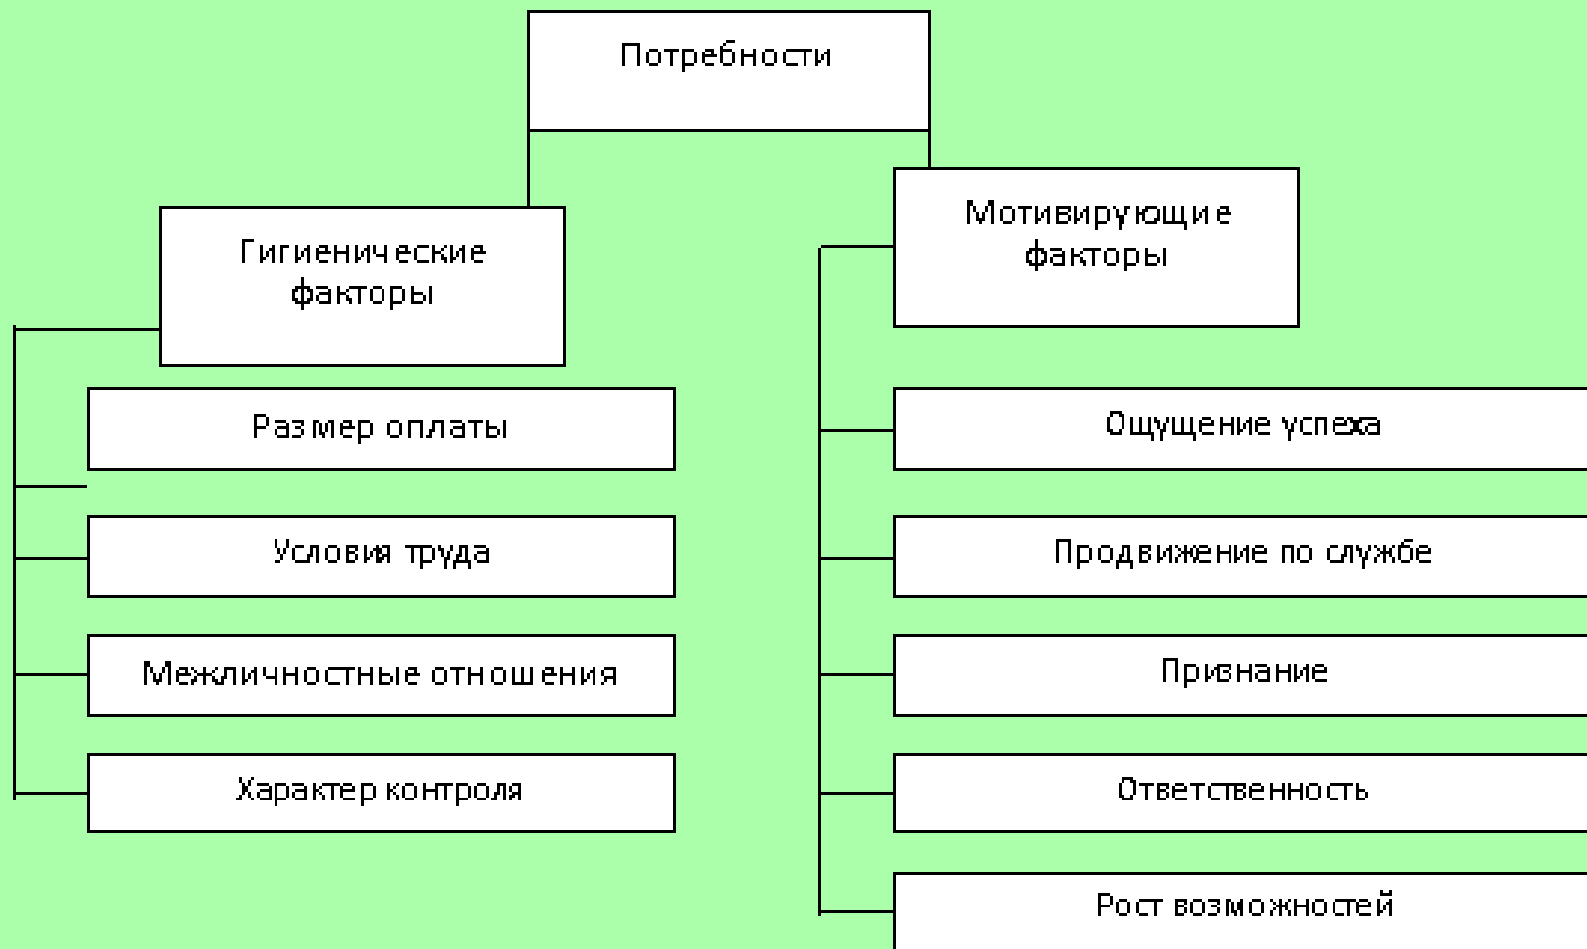 Потребности
Гигиенические
факторы
Размер оплаты
Условия труда
Межличностные отношения
Характер контроля
Мотивирующие
факторы
Ощущение успеха
Продвижение по службе
Признание
Ответственность
Рост возможностей